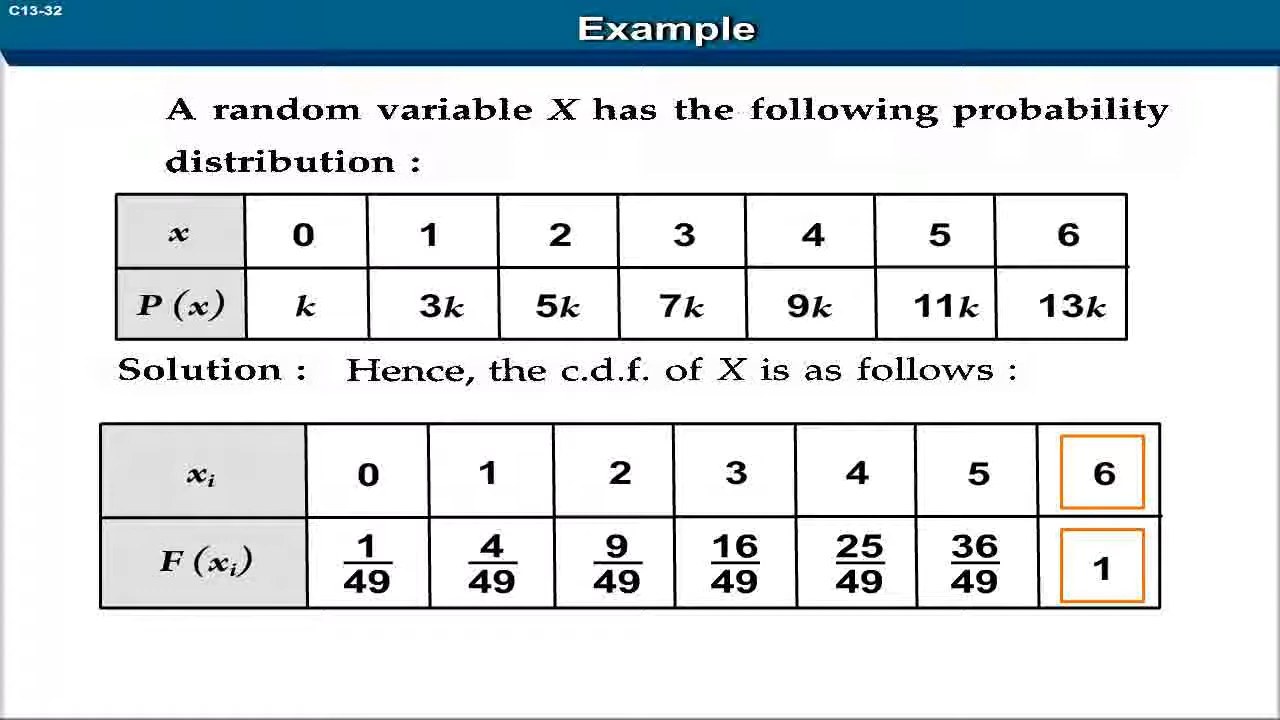 C13-32
Example
A random variable X has the following probability
distribution :
x 0 1 2 3 4 5 6
P (x) k 3k 5k 7k 9k 11k 13k
Solution : Hence, the c.d.f. of X is as follows :
xᵢ 0 1 2 3 4 5 6
F (xᵢ) 1/49 4/49 9/49 16/49 25/49 36/49 1